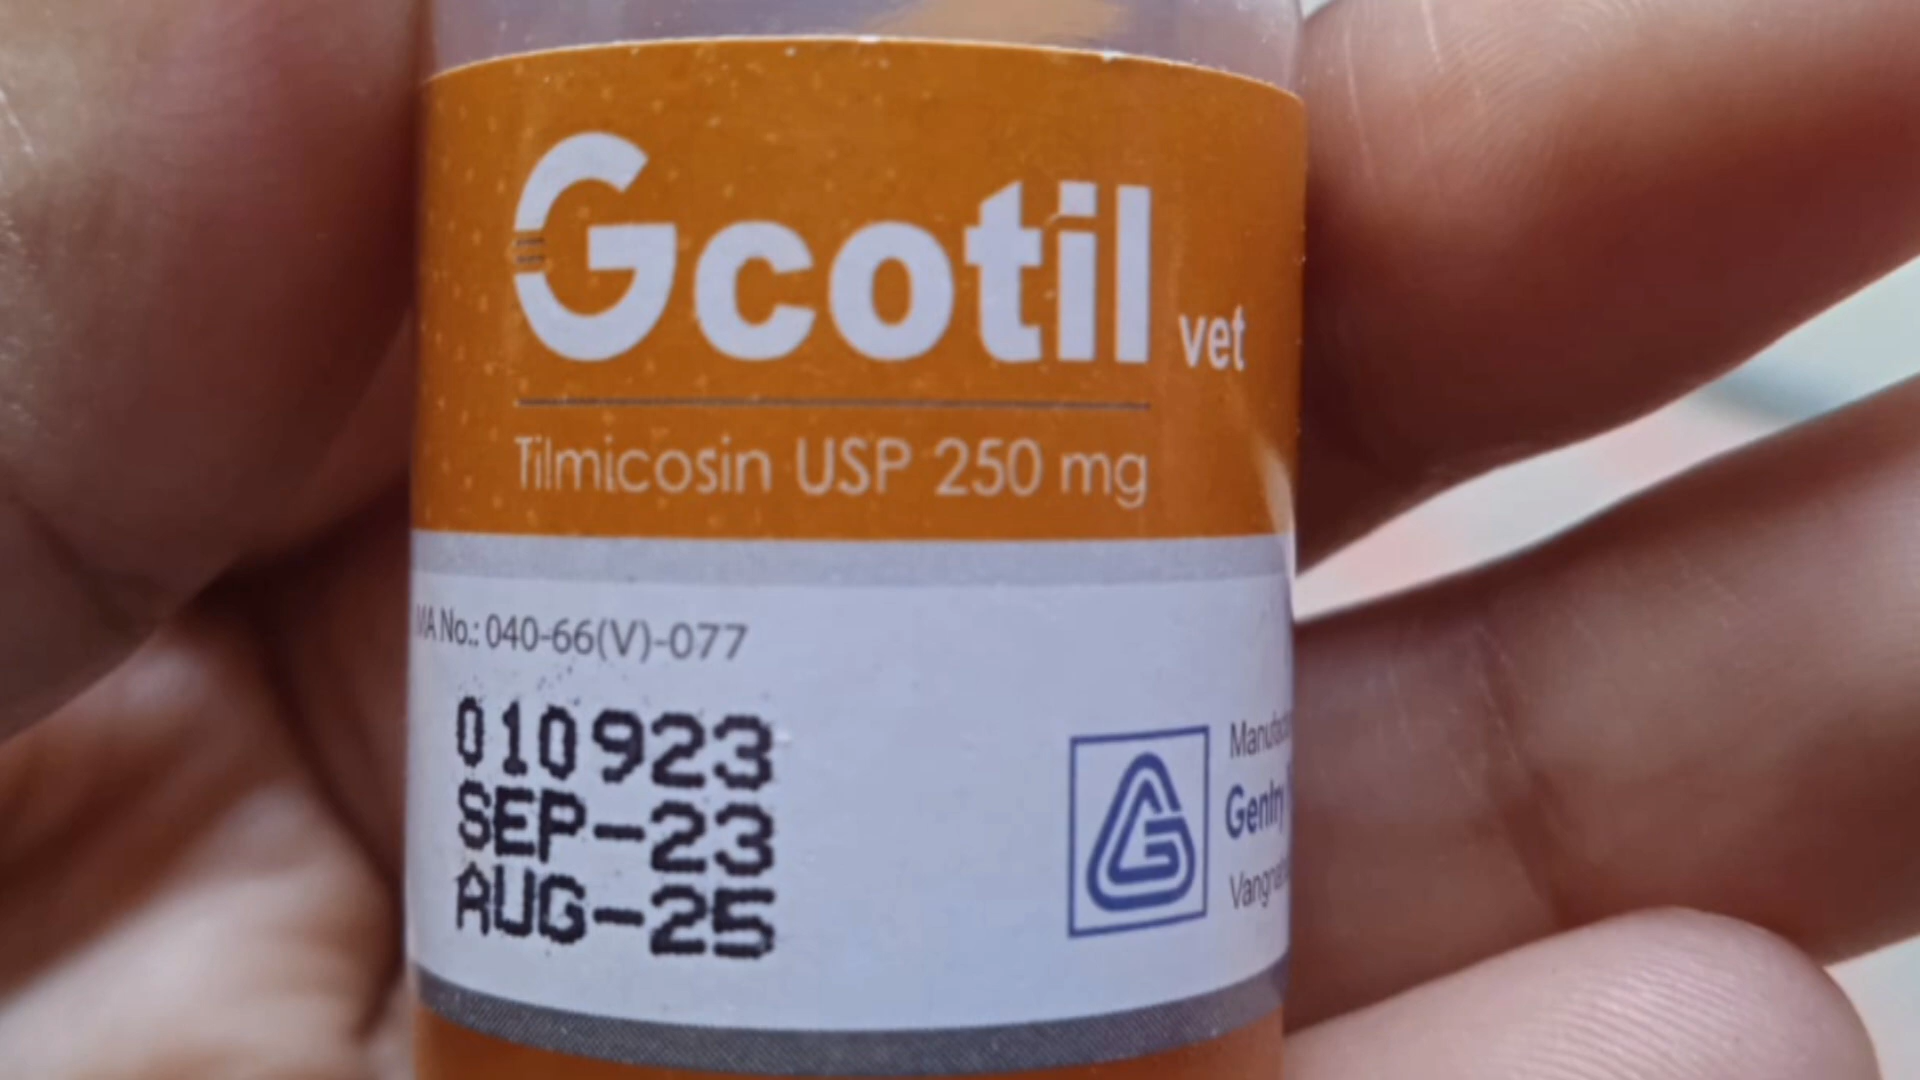 Gcotil vet
Tilmicosin USP 250 mg
MA No.: 040-66(V)-077
010923
SEP-23
AUG-25